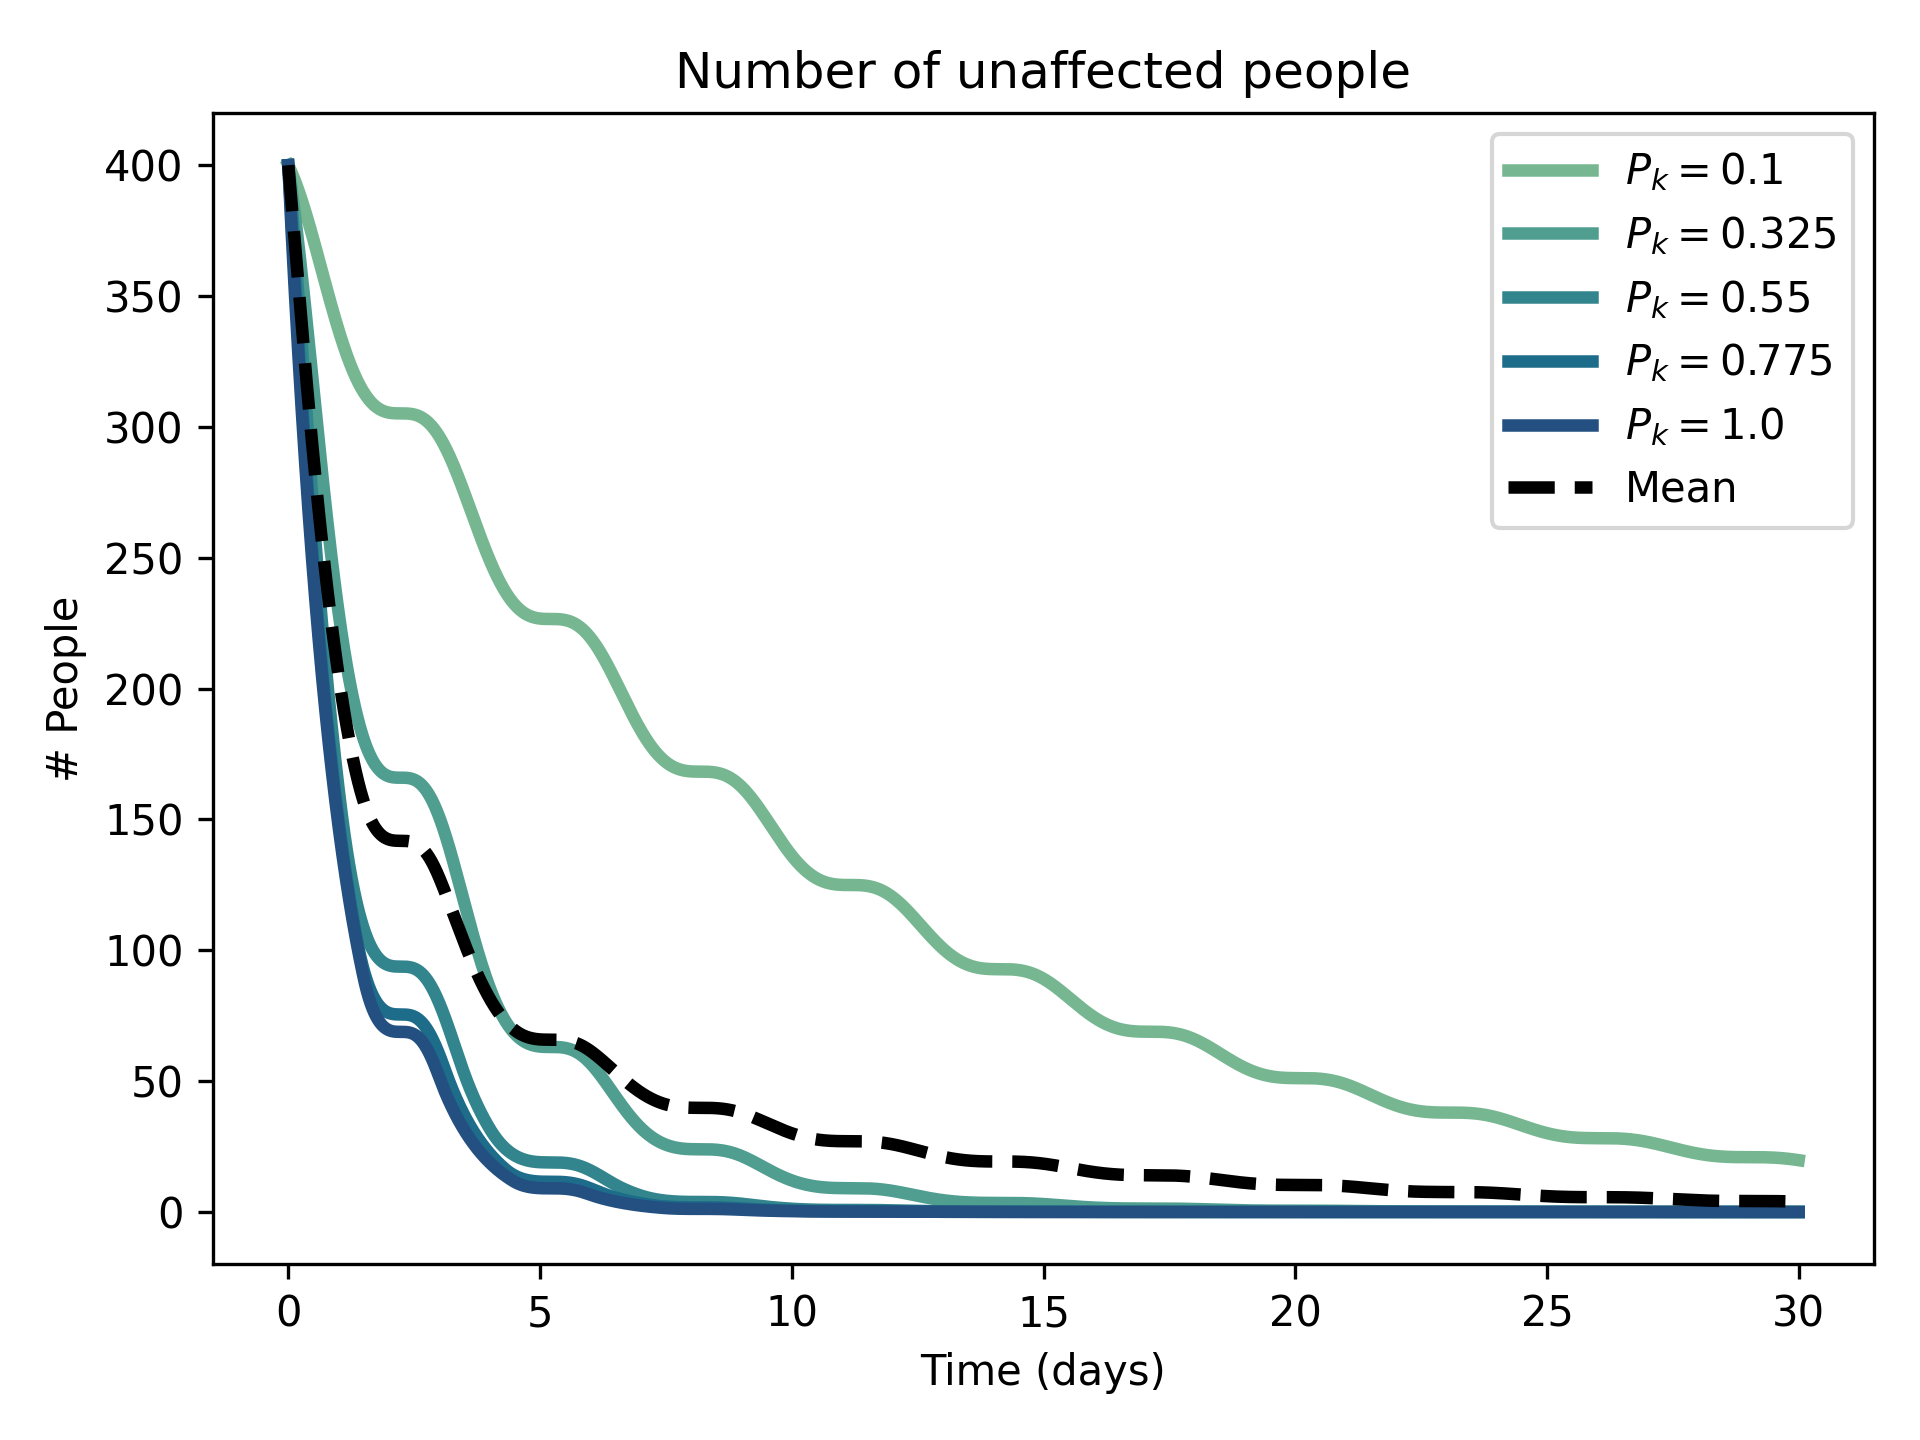 Number of unaffected people
400
350
300
250
200
150
100
50
0
# People
0 5 10 15 20 25 30
Time (days)
P_k = 0.1
P_k = 0.325
P_k = 0.55
P_k = 0.775
P_k = 1.0
Mean